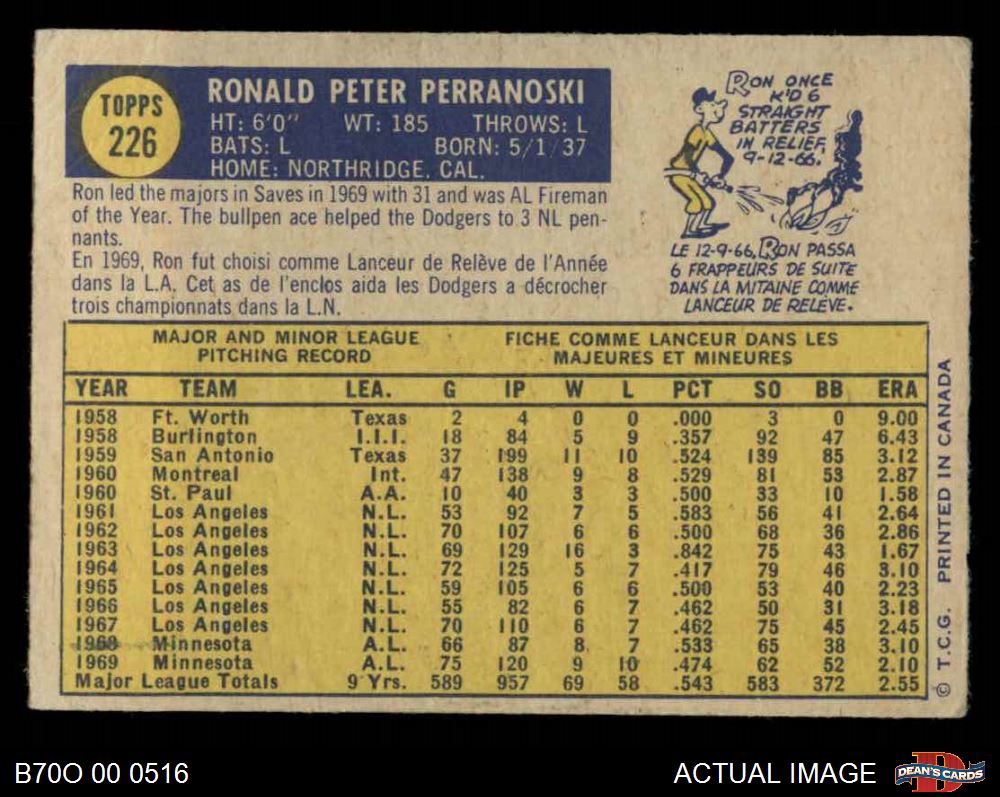 TOPPS
226
RONALD PETER PERRANOSKI
HT: 6'0" WT: 185 THROWS: L
BATS: L BORN: 5/1/37
HOME: NORTHRIDGE, CAL.
Ron led the majors in Saves in 1969 with 31 and was AL Fireman
of the Year. The bullpen ace helped the Dodgers to 3 NL pen-
nants.
En 1969, Ron fut choisi comme Lanceur de Relève de l'Année
dans la L.A. Cet as de l'enclos aida les Dodgers a décrocher
trois championnats dans la L.N.
RON ONCE
K'D 6
STRAIGHT
BATTERS
IN RELIEF,
9-12-66.
LE 12-9-66, RON PASSA
6 FRAPPEURS DE SUITE
DANS LA MITAINE COMME
LANCEUR DE RELÈVE.
MAJOR AND MINOR LEAGUE
PITCHING RECORD
FICHE COMME LANCEUR DANS LES
MAJEURES ET MINEURES
YEAR TEAM LEA. G IP W L PCT SO BB ERA
1958 Ft. Worth Texas 2 4 0 0 .000 3 0 9.00
1958 Burlington I.I.I. 18 84 5 9 .357 92 47 6.43
1959 San Antonio Texas 37 199 11 10 .524 139 85 3.12
1960 Montreal Int. 47 138 9 8 .529 81 53 2.87
1960 St. Paul A.A. 10 40 3 3 .500 33 10 1.58
1961 Los Angeles N.L. 53 92 7 5 .583 56 41 2.64
1962 Los Angeles N.L. 70 107 6 6 .500 68 36 2.86
1963 Los Angeles N.L. 69 129 16 3 .842 75 43 1.67
1964 Los Angeles N.L. 72 125 5 7 .417 79 46 3.10
1965 Los Angeles N.L. 59 105 6 6 .500 53 40 2.23
1966 Los Angeles N.L. 55 82 6 7 .462 50 31 3.18
1967 Los Angeles N.L. 70 110 6 7 .462 75 45 2.45
1968 Minnesota A.L. 66 87 8 7 .533 65 38 3.10
1969 Minnesota A.L. 75 120 9 10 .474 62 52 2.10
Major League Totals 9 Yrs. 589 957 69 58 .543 583 372 2.55
© T.C.G. PRINTED IN CANADA
B70O 00 0516
ACTUAL IMAGE
D
DEAN'S CARDS